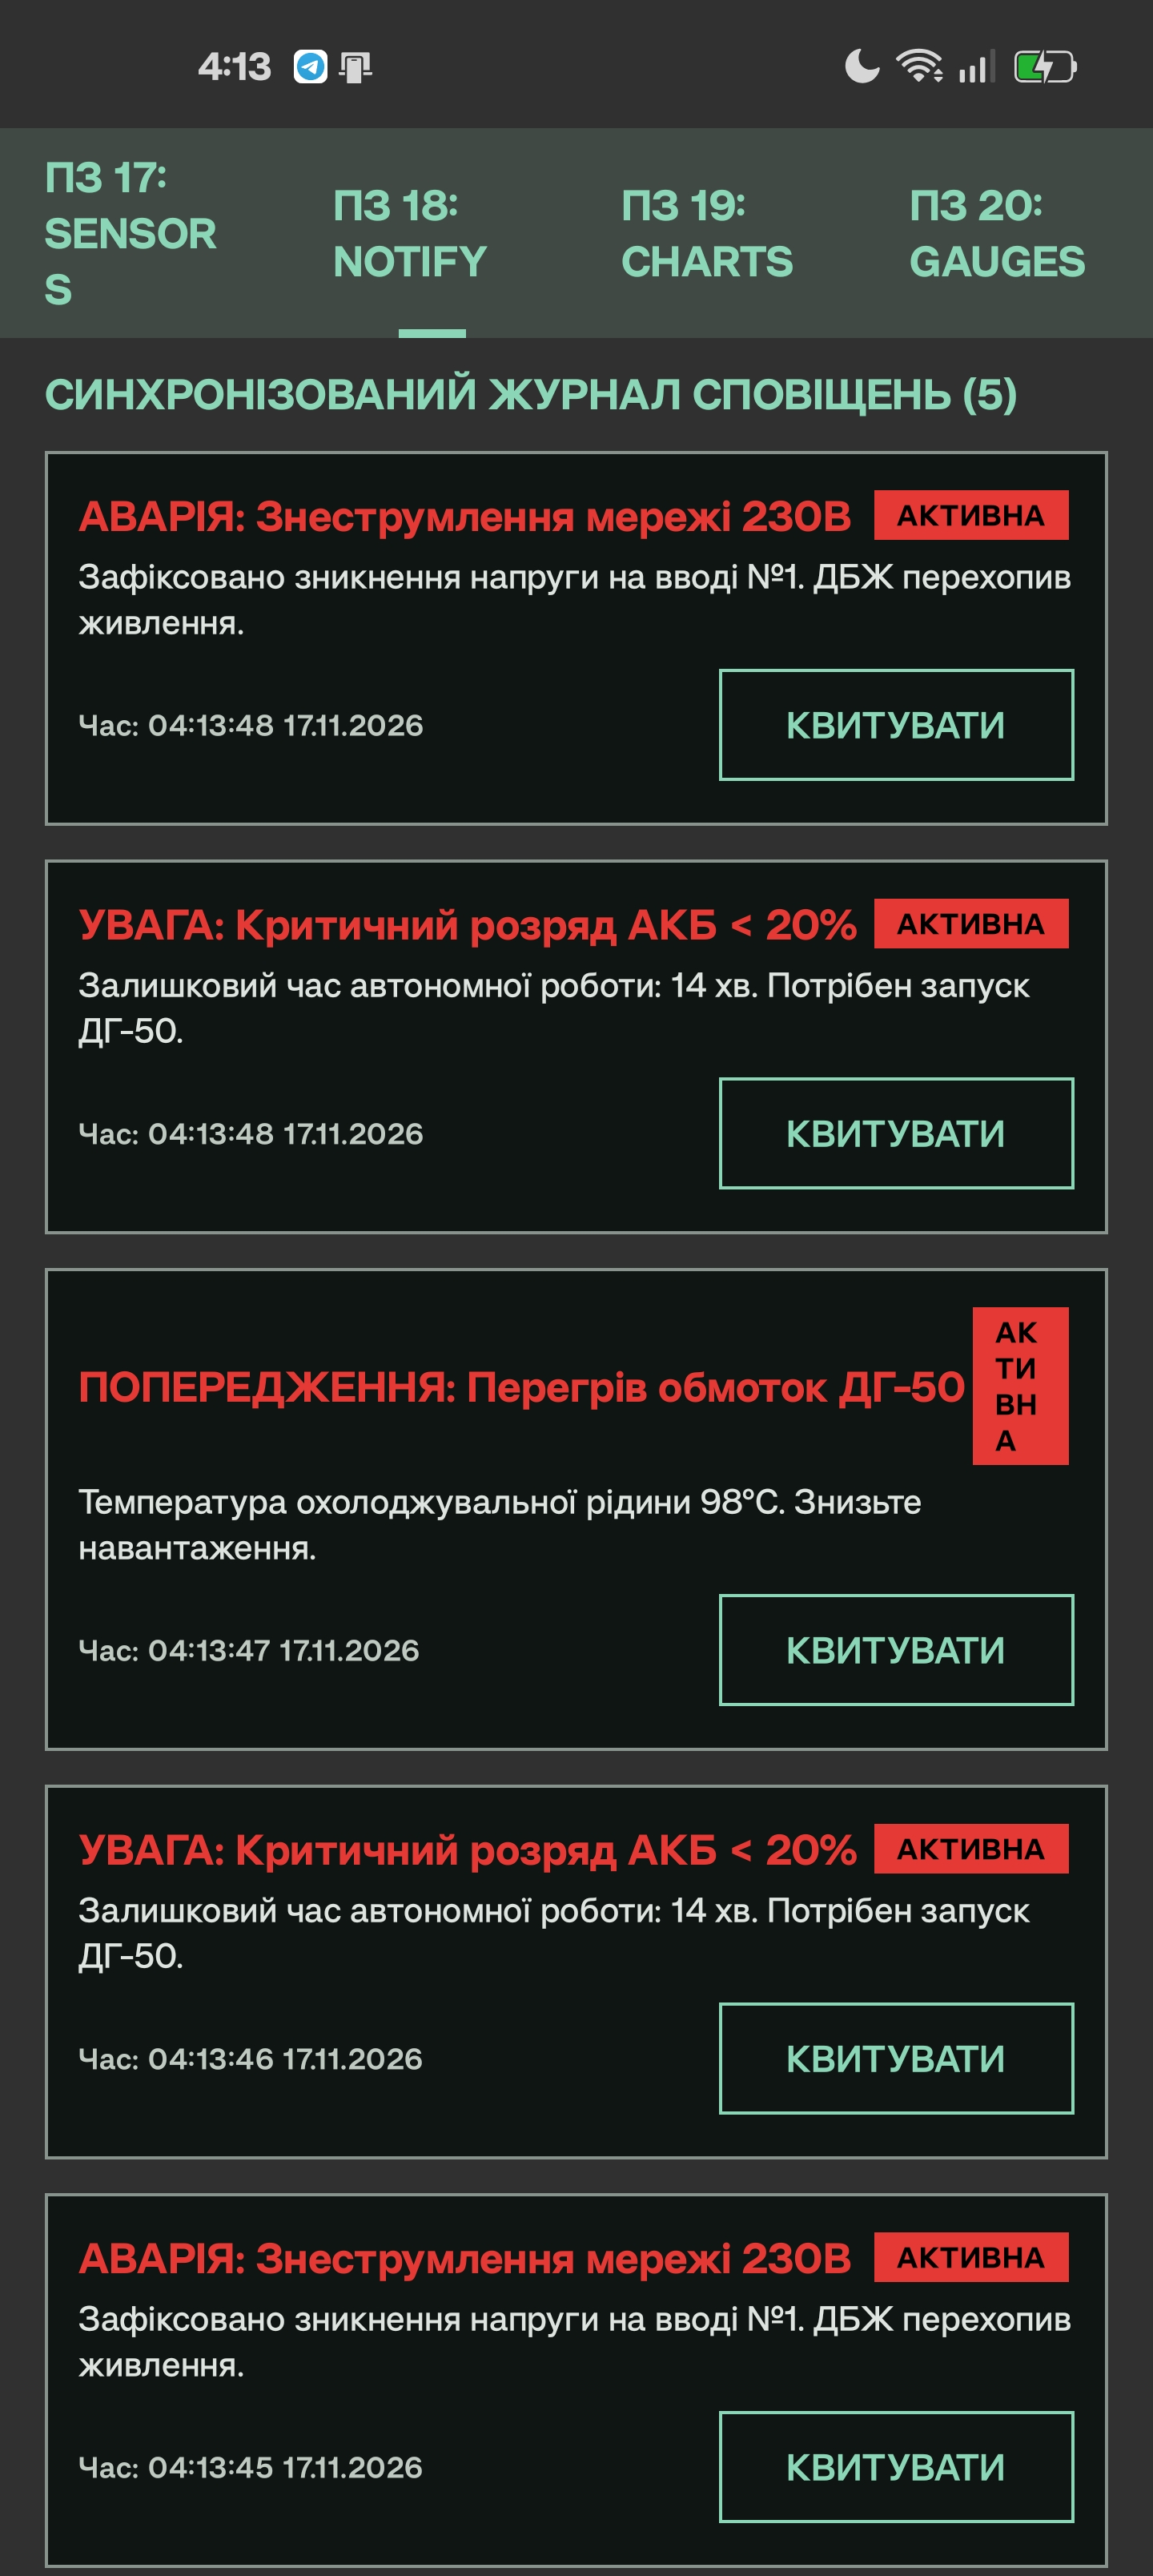 4:13
ПЗ 17:
SENSOR
S
ПЗ 18:
NOTIFY
ПЗ 19:
CHARTS
ПЗ 20:
GAUGES
СИНХРОНІЗОВАНИЙ ЖУРНАЛ СПОВІЩЕНЬ (5)
АВАРІЯ: Знеструмлення мережі 230В АКТИВНА
Зафіксовано зникнення напруги на вводі №1. ДБЖ перехопив
живлення.
Час: 04:13:48 17.11.2026 КВИТУВАТИ
УВАГА: Критичний розряд АКБ < 20% АКТИВНА
Залишковий час автономної роботи: 14 хв. Потрібен запуск
ДГ-50.
Час: 04:13:48 17.11.2026 КВИТУВАТИ
ПОПЕРЕДЖЕННЯ: Перегрів обмоток ДГ-50
АК
ТИ
ВН
А
Температура охолоджувальної рідини 98°C. Знизьте
навантаження.
Час: 04:13:47 17.11.2026 КВИТУВАТИ
УВАГА: Критичний розряд АКБ < 20% АКТИВНА
Залишковий час автономної роботи: 14 хв. Потрібен запуск
ДГ-50.
Час: 04:13:46 17.11.2026 КВИТУВАТИ
АВАРІЯ: Знеструмлення мережі 230В АКТИВНА
Зафіксовано зникнення напруги на вводі №1. ДБЖ перехопив
живлення.
Час: 04:13:45 17.11.2026 КВИТУВАТИ